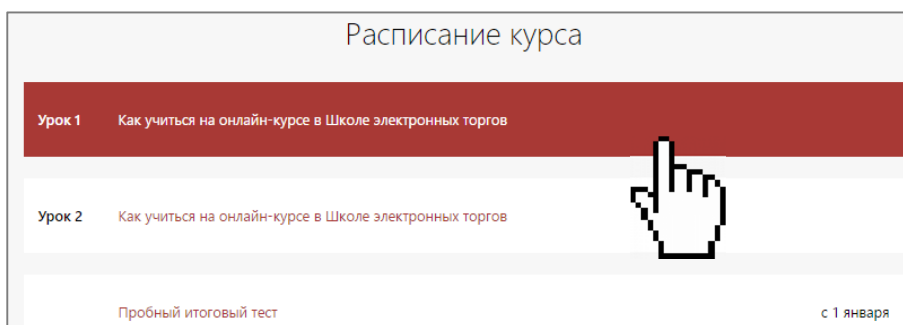 Расписание курса
Урок 1 Как учиться на онлайн-курсе в Школе электронных торгов
Урок 2 Как учиться на онлайн-курсе в Школе электронных торгов
Пробный итоговый тест с 1 января